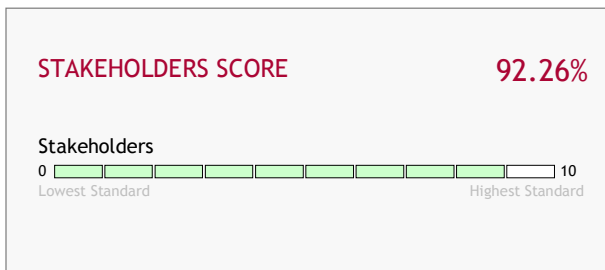 STAKEHOLDERS SCORE 92.26%
Stakeholders
0 10
Lowest Standard Highest Standard